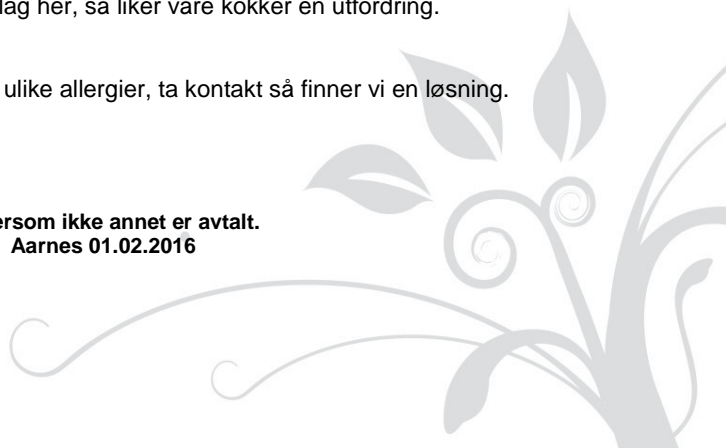 lag her, så liker våre kokker en utfordring.
ulike allergier, ta kontakt så finner vi en løsning.
ersom ikke annet er avtalt.
Aarnes 01.02.2016